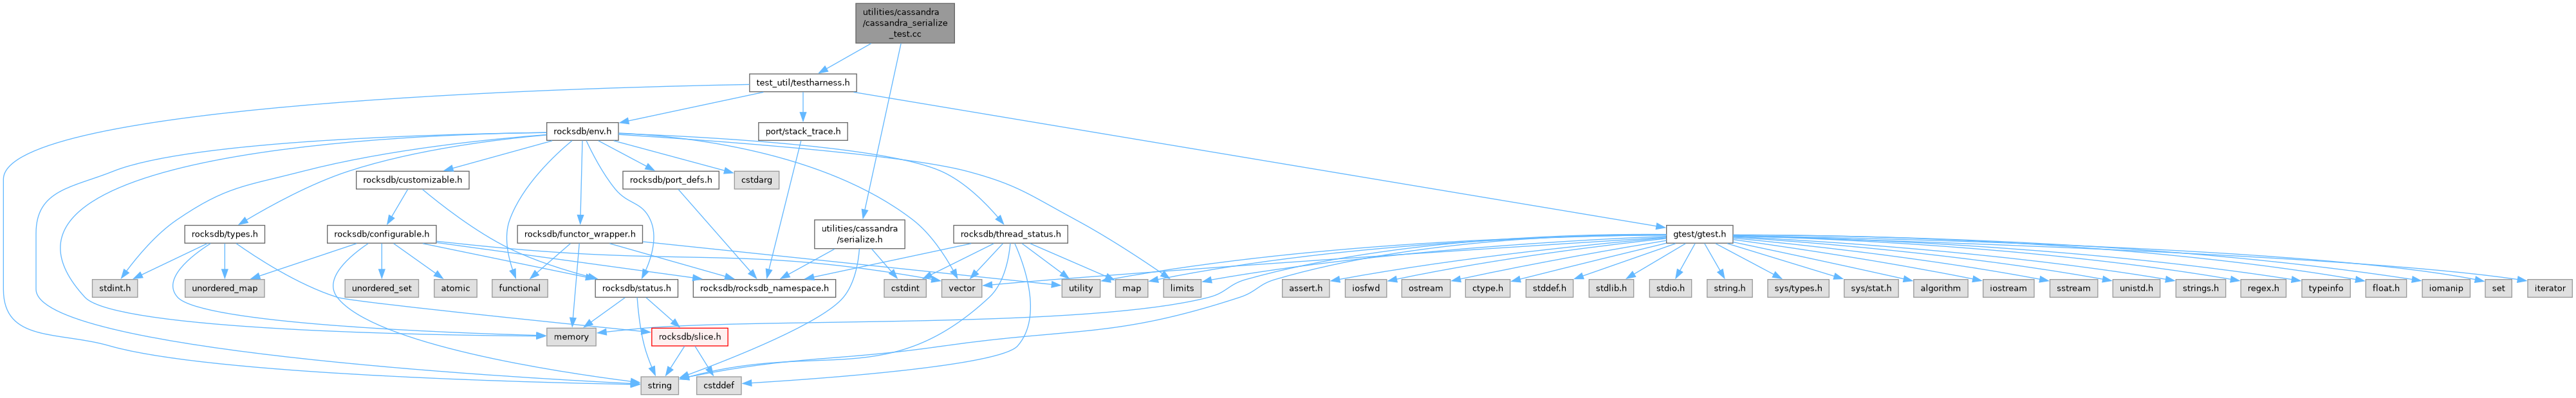 utilities/cassandra
/cassandra_serialize
_test.cc
test_util/testharness.h
rocksdb/env.h
port/stack_trace.h
rocksdb/customizable.h
rocksdb/port_defs.h
cstdarg
rocksdb/types.h
rocksdb/configurable.h
rocksdb/functor_wrapper.h
utilities/cassandra
/serialize.h
rocksdb/thread_status.h
gtest/gtest.h
stdint.h
unordered_map
unordered_set
atomic
functional
rocksdb/status.h
rocksdb/rocksdb_namespace.h
cstdint
vector
utility
map
limits
assert.h
iosfwd
ostream
ctype.h
stddef.h
stdlib.h
stdio.h
string.h
sys/types.h
sys/stat.h
algorithm
iostream
sstream
unistd.h
strings.h
regex.h
typeinfo
float.h
iomanip
set
iterator
memory
rocksdb/slice.h
string
cstddef